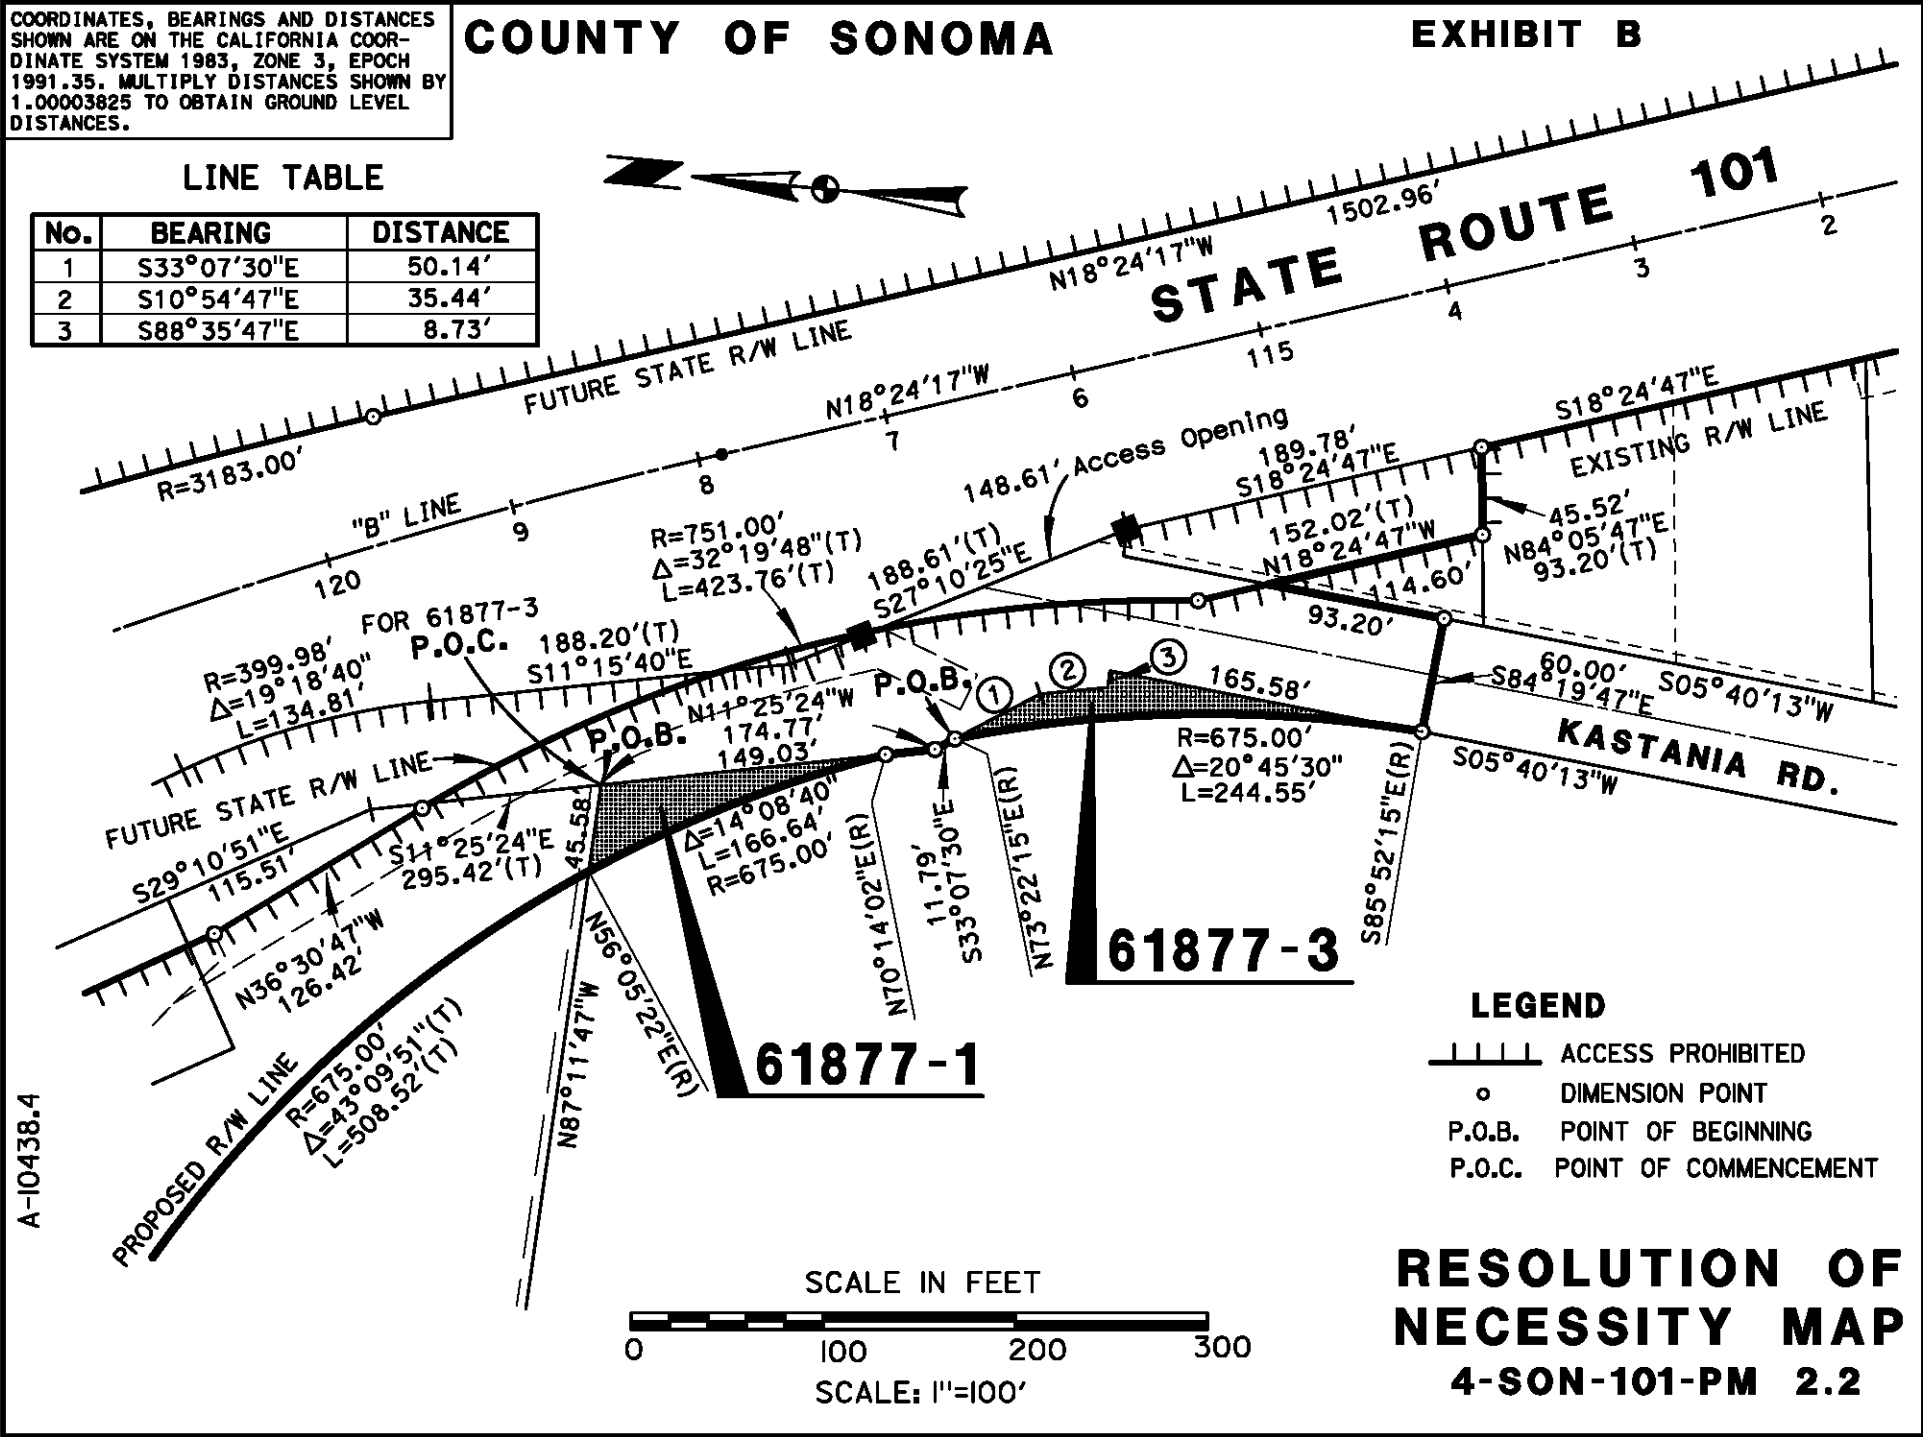 COORDINATES, BEARINGS AND DISTANCES
SHOWN ARE ON THE CALIFORNIA COOR-
DINATE SYSTEM 1983, ZONE 3, EPOCH
1991.35. MULTIPLY DISTANCES SHOWN BY
1.00003825 TO OBTAIN GROUND LEVEL
DISTANCES.
COUNTY OF SONOMA
EXHIBIT B
LINE TABLE
No. BEARING DISTANCE
1 S33°07'30"E 50.14'
2 S10°54'47"E 35.44'
3 S88°35'47"E 8.73'
1502.96'
N18°24'17"W
STATE ROUTE 101
FUTURE STATE R/W LINE
R=3183.00'
"B" LINE
N18°24'17"W
120
9
8
7
6
115
4
3
2
148.61' Access Opening
189.78'
S18°24'47"E
S18°24'47"E
EXISTING R/W LINE
152.02'(T)
N18°24'47"W
114.60'
45.52'
N84°05'47"E
93.20'(T)
93.20'
R=751.00'
Δ=32°19'48"(T)
L=423.76'(T)
188.61'(T)
S27°10'25"E
FOR 61877-3
P.O.C.
188.20'(T)
S11°15'40"E
R=399.98'
Δ=19°18'40"
L=134.81'
N11°25'24"W
174.77'
149.03'
P.O.B.
P.O.B.
1
2
3
165.58'
60.00'
S84°19'47"E
S05°40'13"W
KASTANIA RD.
S05°40'13"W
R=675.00'
Δ=20°45'30"
L=244.55'
FUTURE STATE R/W LINE
S29°10'51"E
115.51'
S11°25'24"E
295.42'(T)
45.58'
Δ=14°08'40"
L=166.64'
R=675.00'
N36°30'47"W
126.42'
N70°14'02"E(R)
11.79'
S33°07'30"E
N73°22'15"E(R)
S85°52'15"E(R)
61877-3
N56°05'22"E(R)
N87°11'47"W
61877-1
R=675.00'
Δ=43°09'51"(T)
L=508.52'(T)
PROPOSED R/W LINE
A-10438.4
LEGEND
ACCESS PROHIBITED
DIMENSION POINT
P.O.B. POINT OF BEGINNING
P.O.C. POINT OF COMMENCEMENT
SCALE IN FEET
0 100 200 300
SCALE: 1"=100'
RESOLUTION OF
NECESSITY MAP
4-SON-101-PM 2.2